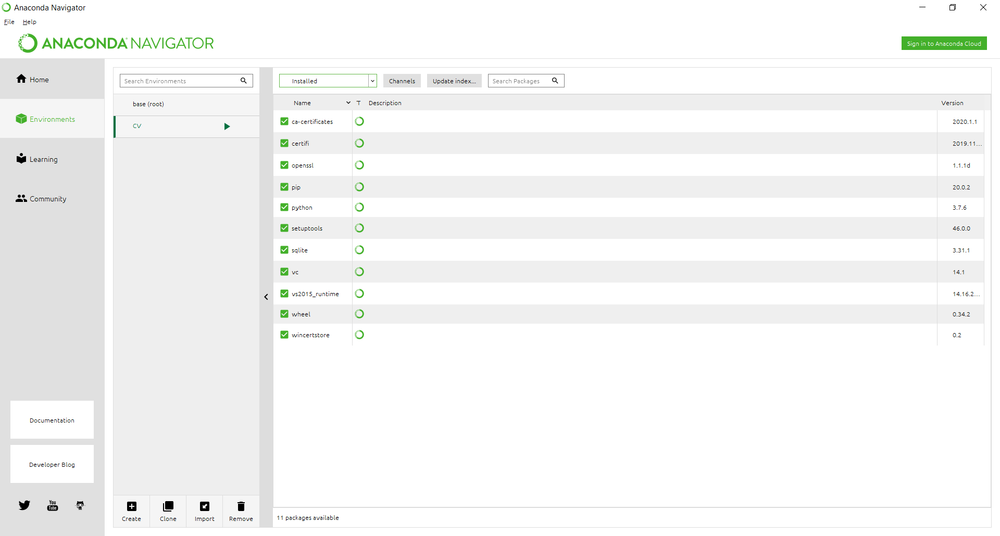 Anaconda Navigator
File Help
ANACONDA NAVIGATOR
Sign in to Anaconda Cloud
Home
Environments
Learning
Community
Documentation
Developer Blog
You
Tube
Search Environments
base (root)
CV
Create Clone Import Remove
Installed Channels Update index... Search Packages
Name T Description Version
ca-certificates 2020.1.1
certifi 2019.11...
openssl 1.1.1d
pip 20.0.2
python 3.7.6
setuptools 46.0.0
sqlite 3.31.1
vc 14.1
vs2015_runtime 14.16.2...
wheel 0.34.2
wincertstore 0.2
11 packages available